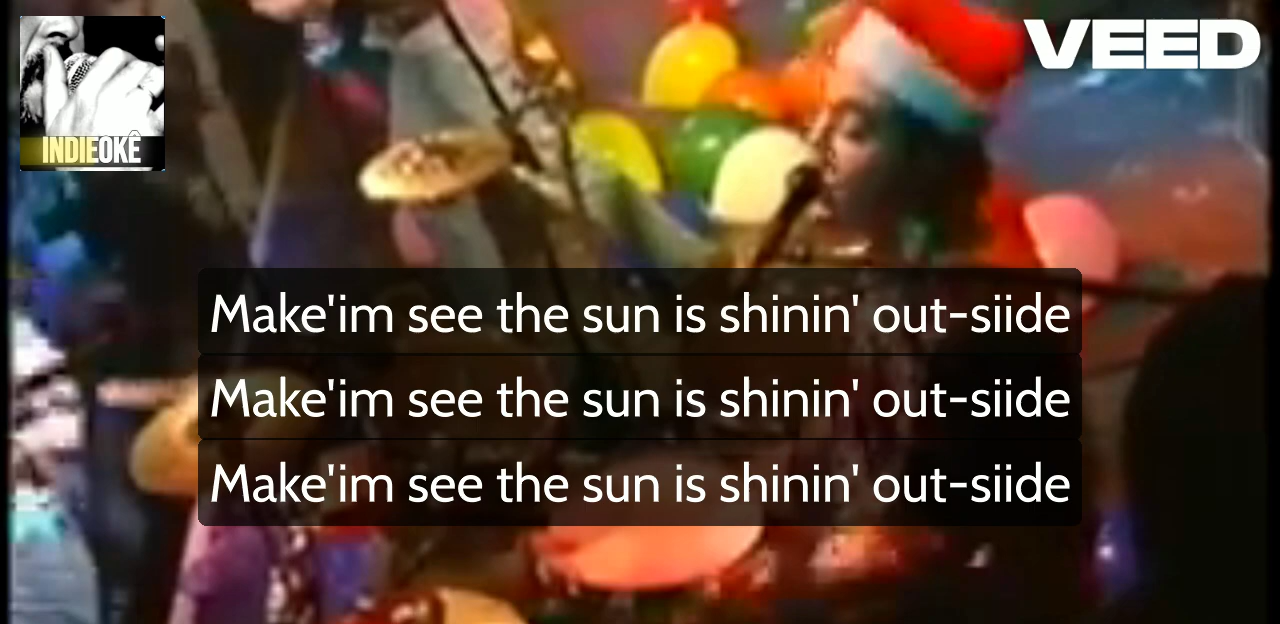 INDIEOKÊ
VEED
Make'im see the sun is shinin' out-siide
Make'im see the sun is shinin' out-siide
Make'im see the sun is shinin' out-siide